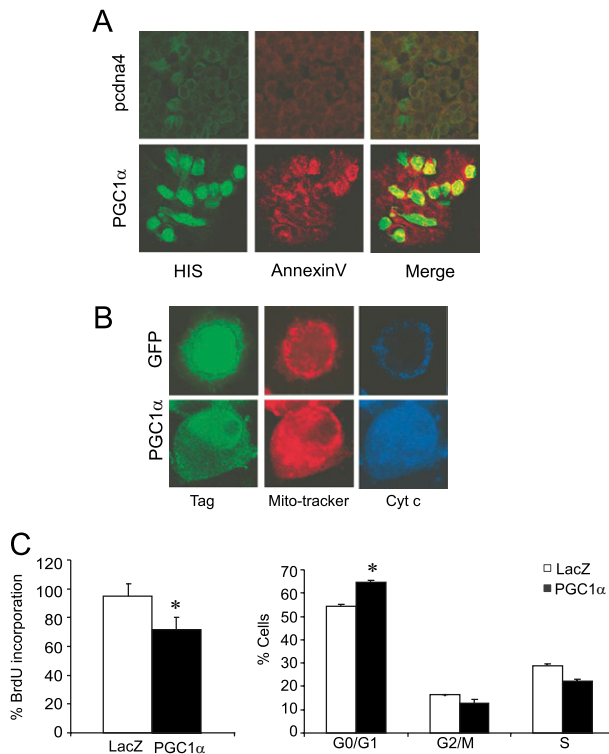 A
pcdna4
PGC1α
HIS AnnexinV Merge
B
GFP
PGC1α
Tag Mito-tracker Cyt c
C
% BrdU incorporation
120
100
80
60
40
20
0
*
LacZ PGC1α
% Cells
70
60
50
40
30
20
10
0
*
G0/G1 G2/M S
LacZ
PGC1α